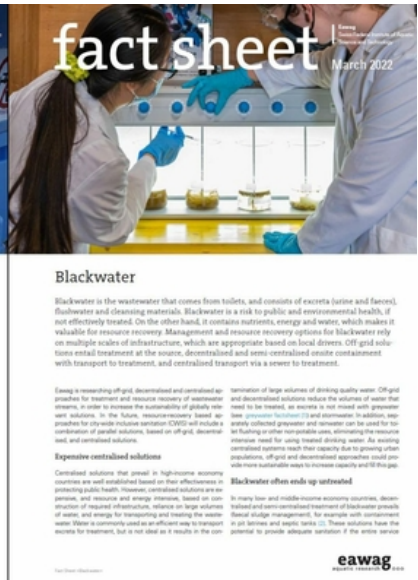 fact sheet
Eawag
Swiss Federal Institute of Aquatic
Science and Technology
March 2022
Blackwater
Blackwater is the wastewater that comes from toilets, and consists of excreta (urine and faeces),
flushwater and cleansing materials. Blackwater is a risk to public and environmental health, if
not effectively treated. On the other hand, it contains nutrients, energy and water, which makes it
valuable for resource recovery. Management and resource recovery options for blackwater rely
on multiple scales of infrastructure, which are appropriate based on local drivers. Off-grid solu-
tions entail treatment at the source, decentralised and semi-centralised onsite containment
with transport to treatment, and centralised transport via a sewer to treatment.
Eawag is researching off-grid, decentralised and centralised ap-
proaches for treatment and resource recovery of wastewater
streams, in order to increase the sustainability of globally rele-
vant solutions. In the future, resource-recovery based ap-
proaches for city-wide inclusive sanitation (CWIS) will include a
combination of parallel solutions, based on off-grid, decentral-
ised, and centralised solutions.
Expensive centralised solutions
Centralised solutions that prevail in high-income economy
countries are well established based on their effectiveness in
protecting public health. However, centralised solutions are ex-
pensive, and resource and energy intensive, based on con-
struction of required infrastructure, reliance on large volumes
of water, and energy for transporting and treating the waste-
water. Water is commonly used as an efficient way to transport
excreta for treatment, but is not ideal as it results in the con-
tamination of large volumes of drinking quality water. Off-grid
and decentralised solutions reduce the volumes of water that
need to be treated, as excreta is not mixed with greywater
(see greywater factsheet [1]) and stormwater. In addition, sep-
arately collected greywater and rainwater can be used for toi-
let flushing or other non-potable uses, eliminating the resource
intensive need for using treated drinking water. As existing
centralised systems reach their capacity due to growing urban
populations, off-grid and decentralised approaches could pro-
vide more sustainable ways to increase capacity and fill this gap.
Blackwater often ends up untreated
In many low- and middle-income economy countries, decen-
tralised and semi-centralised treatment of blackwater prevails
(faecal sludge management), for example with containment
in pit latrines and septic tanks [2]. These solutions have the
potential to provide adequate sanitation if the entire service
Fact Sheet «Blackwater»
eawag
aquatic research